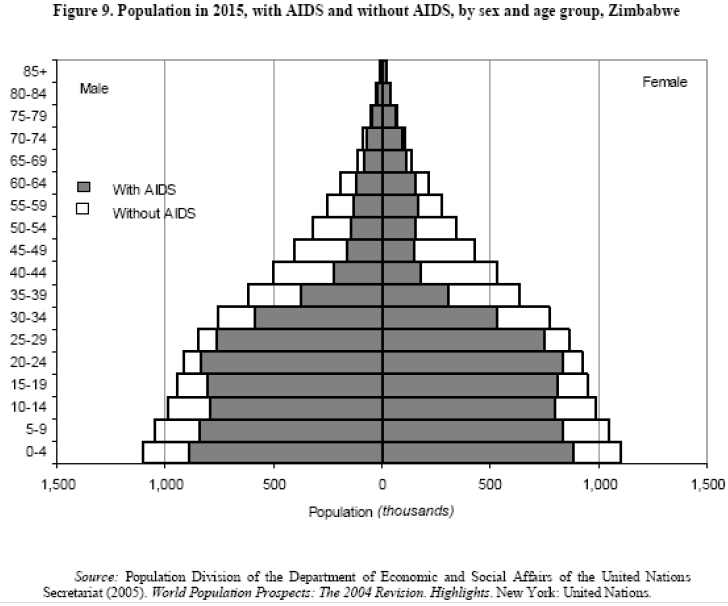 Figure 9. Population in 2015, with AIDS and without AIDS, by sex and age group, Zimbabwe
85+
Male
Female
80-84
75-79
70-74
65-69
60-64
With AIDS
55-59
Without AIDS
50-54
45-49
40-44
35-39
30-34
25-29
20-24
15-19
10-14
5-9
0-4
1,500 1,000 500 0 500 1,000 1,500
Population (thousands)
Source: Population Division of the Department of Economic and Social Affairs of the United Nations
Secretariat (2005). World Population Prospects: The 2004 Revision. Highlights. New York: United Nations.